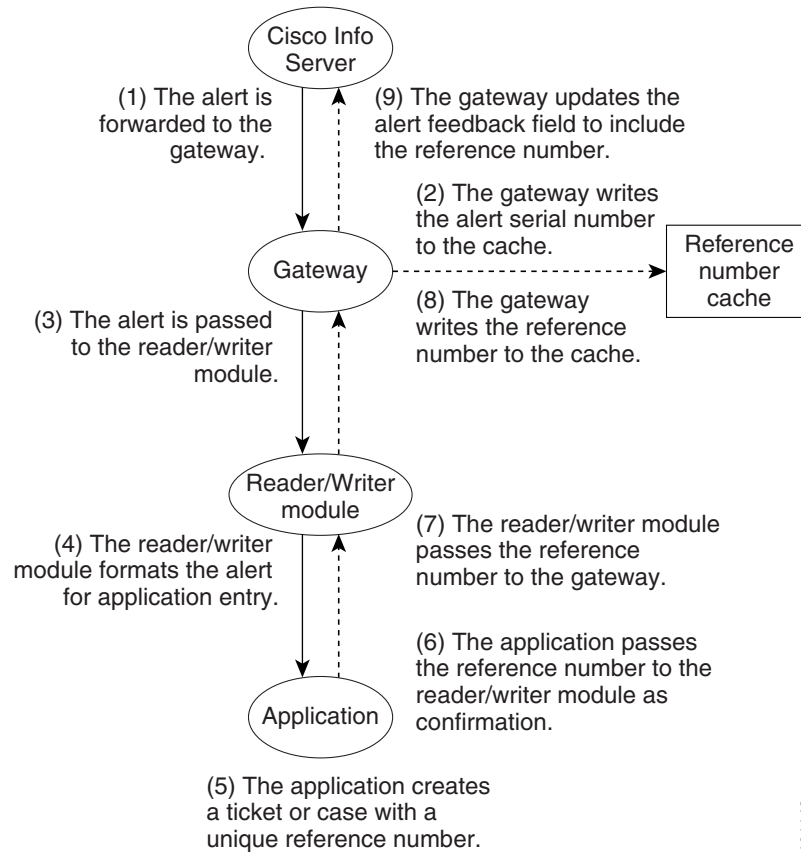 Cisco Info
Server
(1) The alert is
forwarded to the
gateway.
(9) The gateway updates the
alert feedback field to include
the reference number.
(2) The gateway writes
the alert serial number
to the cache.
Gateway
Reference
number
cache
(8) The gateway
writes the reference
number to the cache.
(3) The alert is passed
to the reader/writer
module.
Reader/Writer
module
(4) The reader/writer
module formats the alert
for application entry.
(7) The reader/writer module
passes the reference
number to the gateway.
(6) The application passes
the reference number to the
reader/writer module as
confirmation.
Application
(5) The application creates
a ticket or case with a
unique reference number.